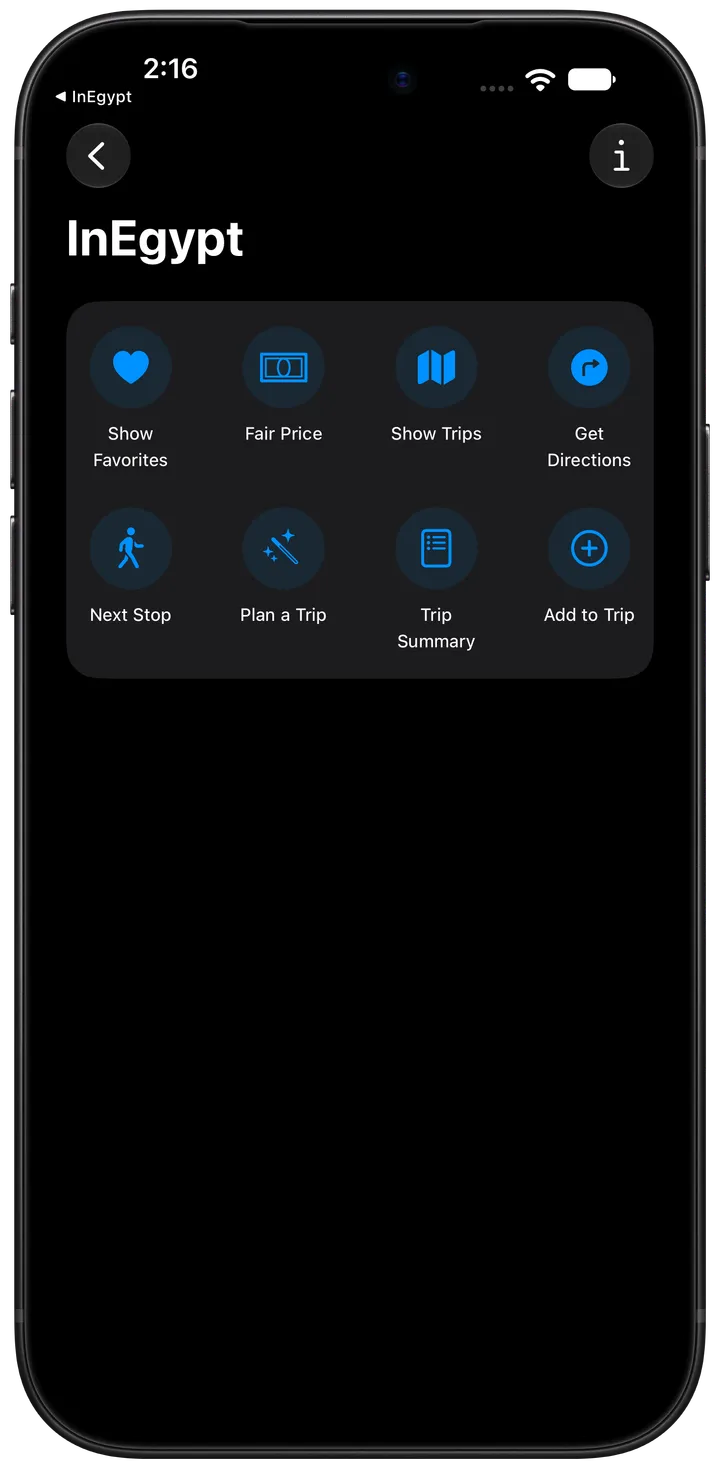 2:16
◀ InEgypt
InEgypt
Show
Favorites
Fair Price
Show Trips
Get
Directions
Next Stop
Plan a Trip
Trip
Summary
Add to Trip